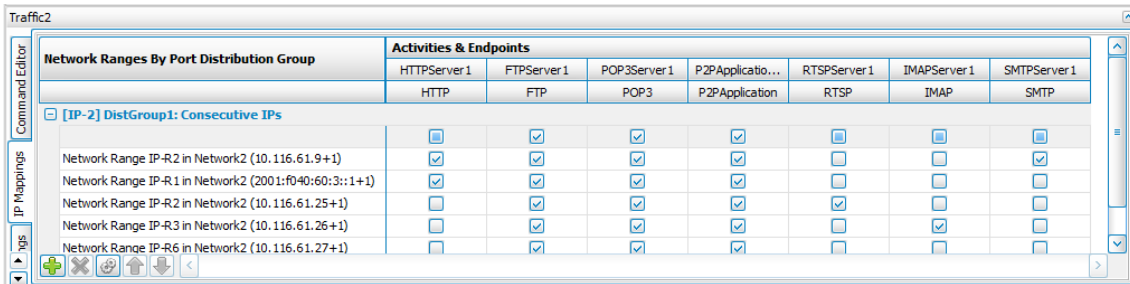 Traffic2
Command Editor
IP Mappings
ngs
Network Ranges By Port Distribution Group
Activities & Endpoints
HTTPServer1 FTPServer1 POP3Server1 P2PApplicatio... RTSPServer1 IMAPServer1 SMTPServer1
HTTP FTP POP3 P2PApplication RTSP IMAP SMTP
[IP-2] DistGroup1: Consecutive IPs
Network Range IP-R2 in Network2 (10.116.61.9+1)
Network Range IP-R1 in Network2 (2001:f040:60:3::1+1)
Network Range IP-R2 in Network2 (10.116.61.25+1)
Network Range IP-R3 in Network2 (10.116.61.26+1)
Network Range IP-R6 in Network2 (10.116.61.27+1)